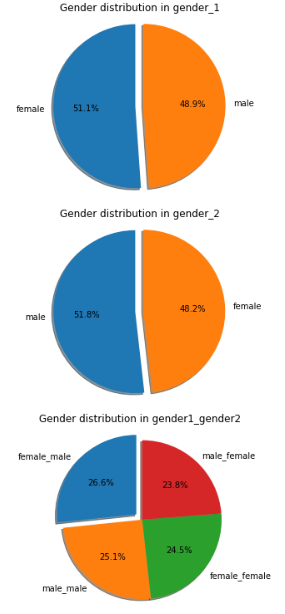 Gender distribution in gender_1
female
51.1%
48.9%
male
Gender distribution in gender_2
male
51.8%
48.2%
female
Gender distribution in gender1_gender2
female_male
male_female
26.6%
23.8%
25.1%
24.5%
male_male
female_female